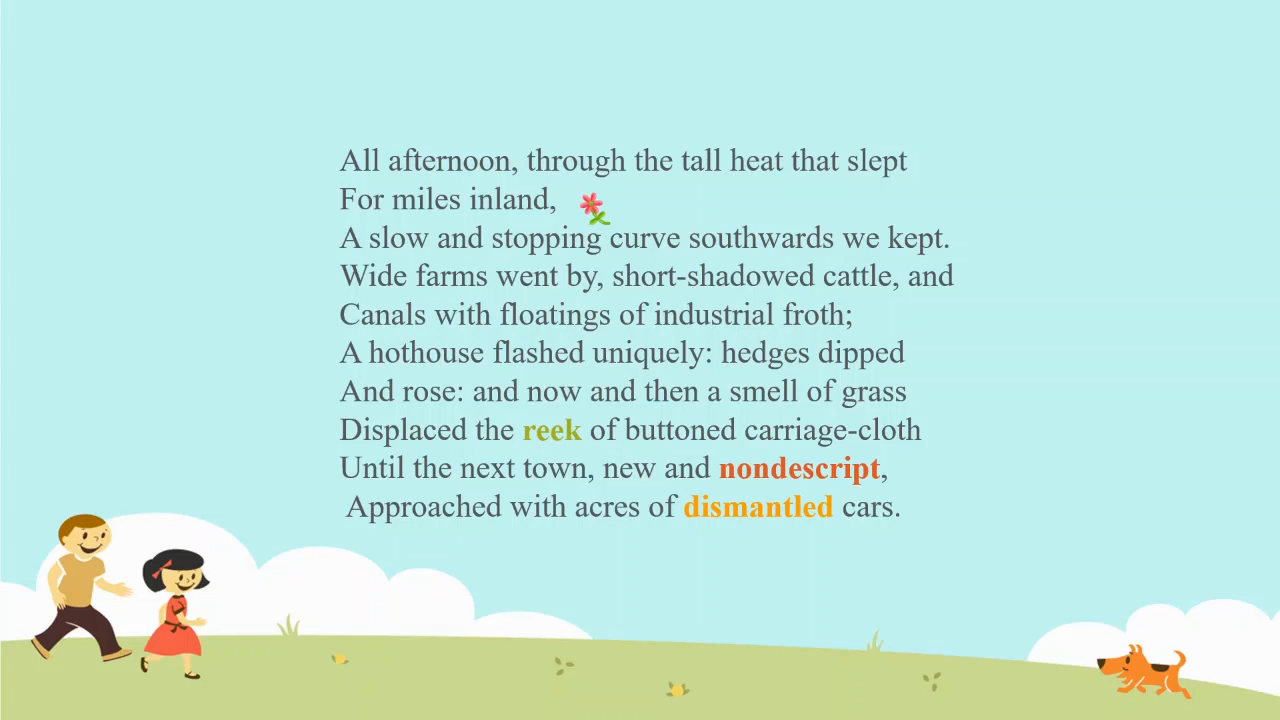 All afternoon, through the tall heat that slept
For miles inland,
A slow and stopping curve southwards we kept.
Wide farms went by, short-shadowed cattle, and
Canals with floatings of industrial froth;
A hothouse flashed uniquely: hedges dipped
And rose: and now and then a smell of grass
Displaced the reek of buttoned carriage-cloth
Until the next town, new and nondescript,
Approached with acres of dismantled cars.